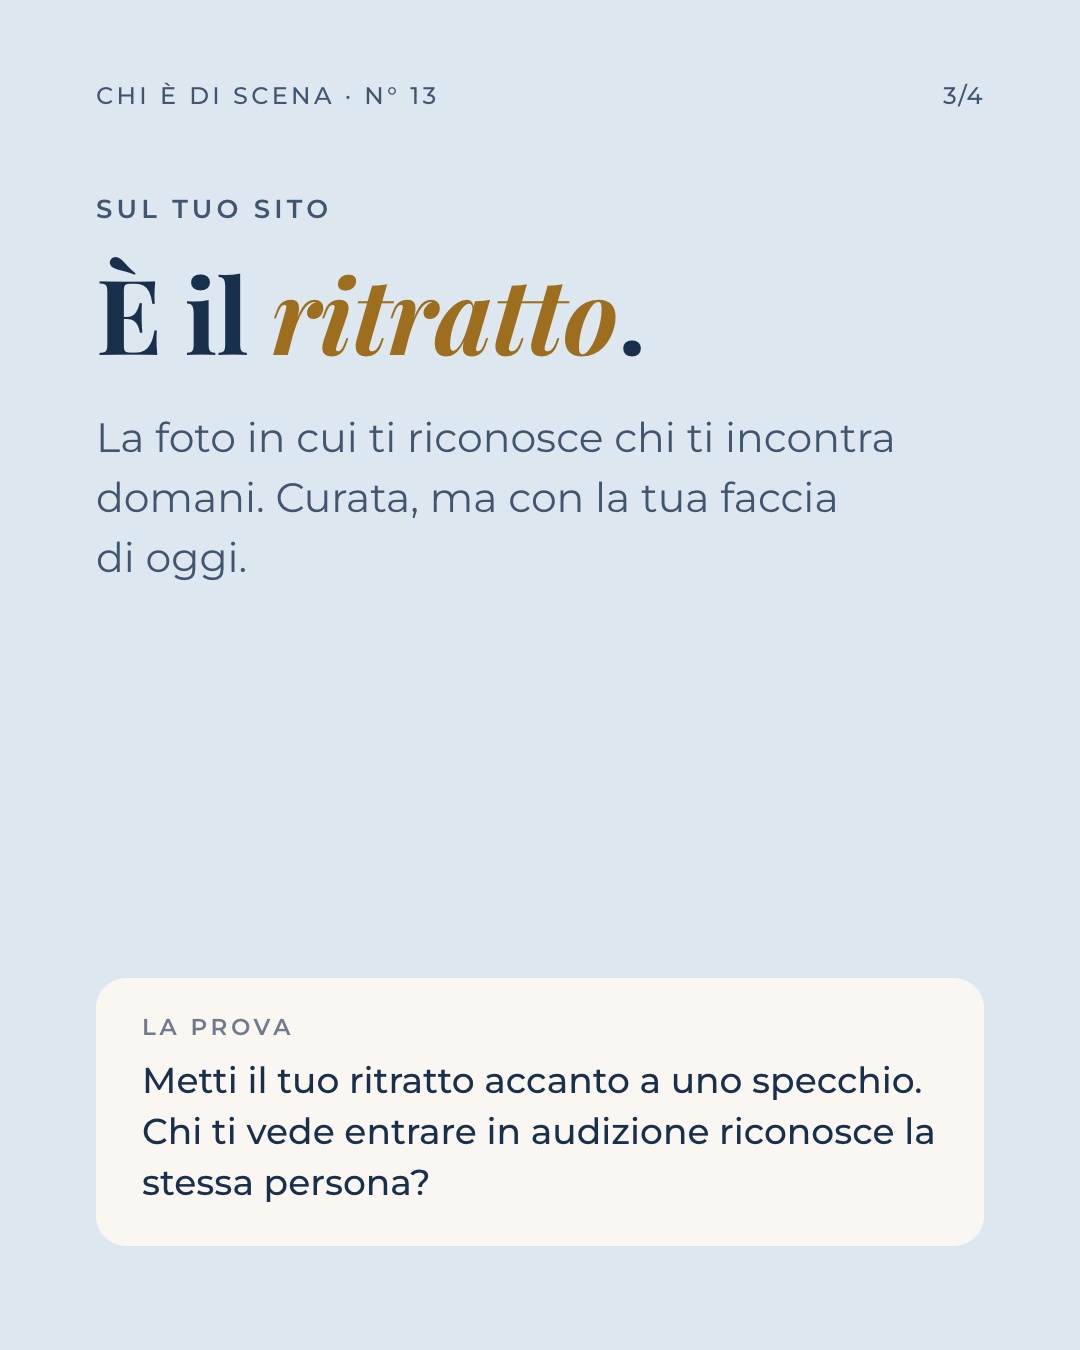 CHI È DI SCENA · N° 13
3/4
SUL TUO SITO
È il ritratto.
La foto in cui ti riconosce chi ti incontra
domani. Curata, ma con la tua faccia
di oggi.
LA PROVA
Metti il tuo ritratto accanto a uno specchio.
Chi ti vede entrare in audizione riconosce la
stessa persona?